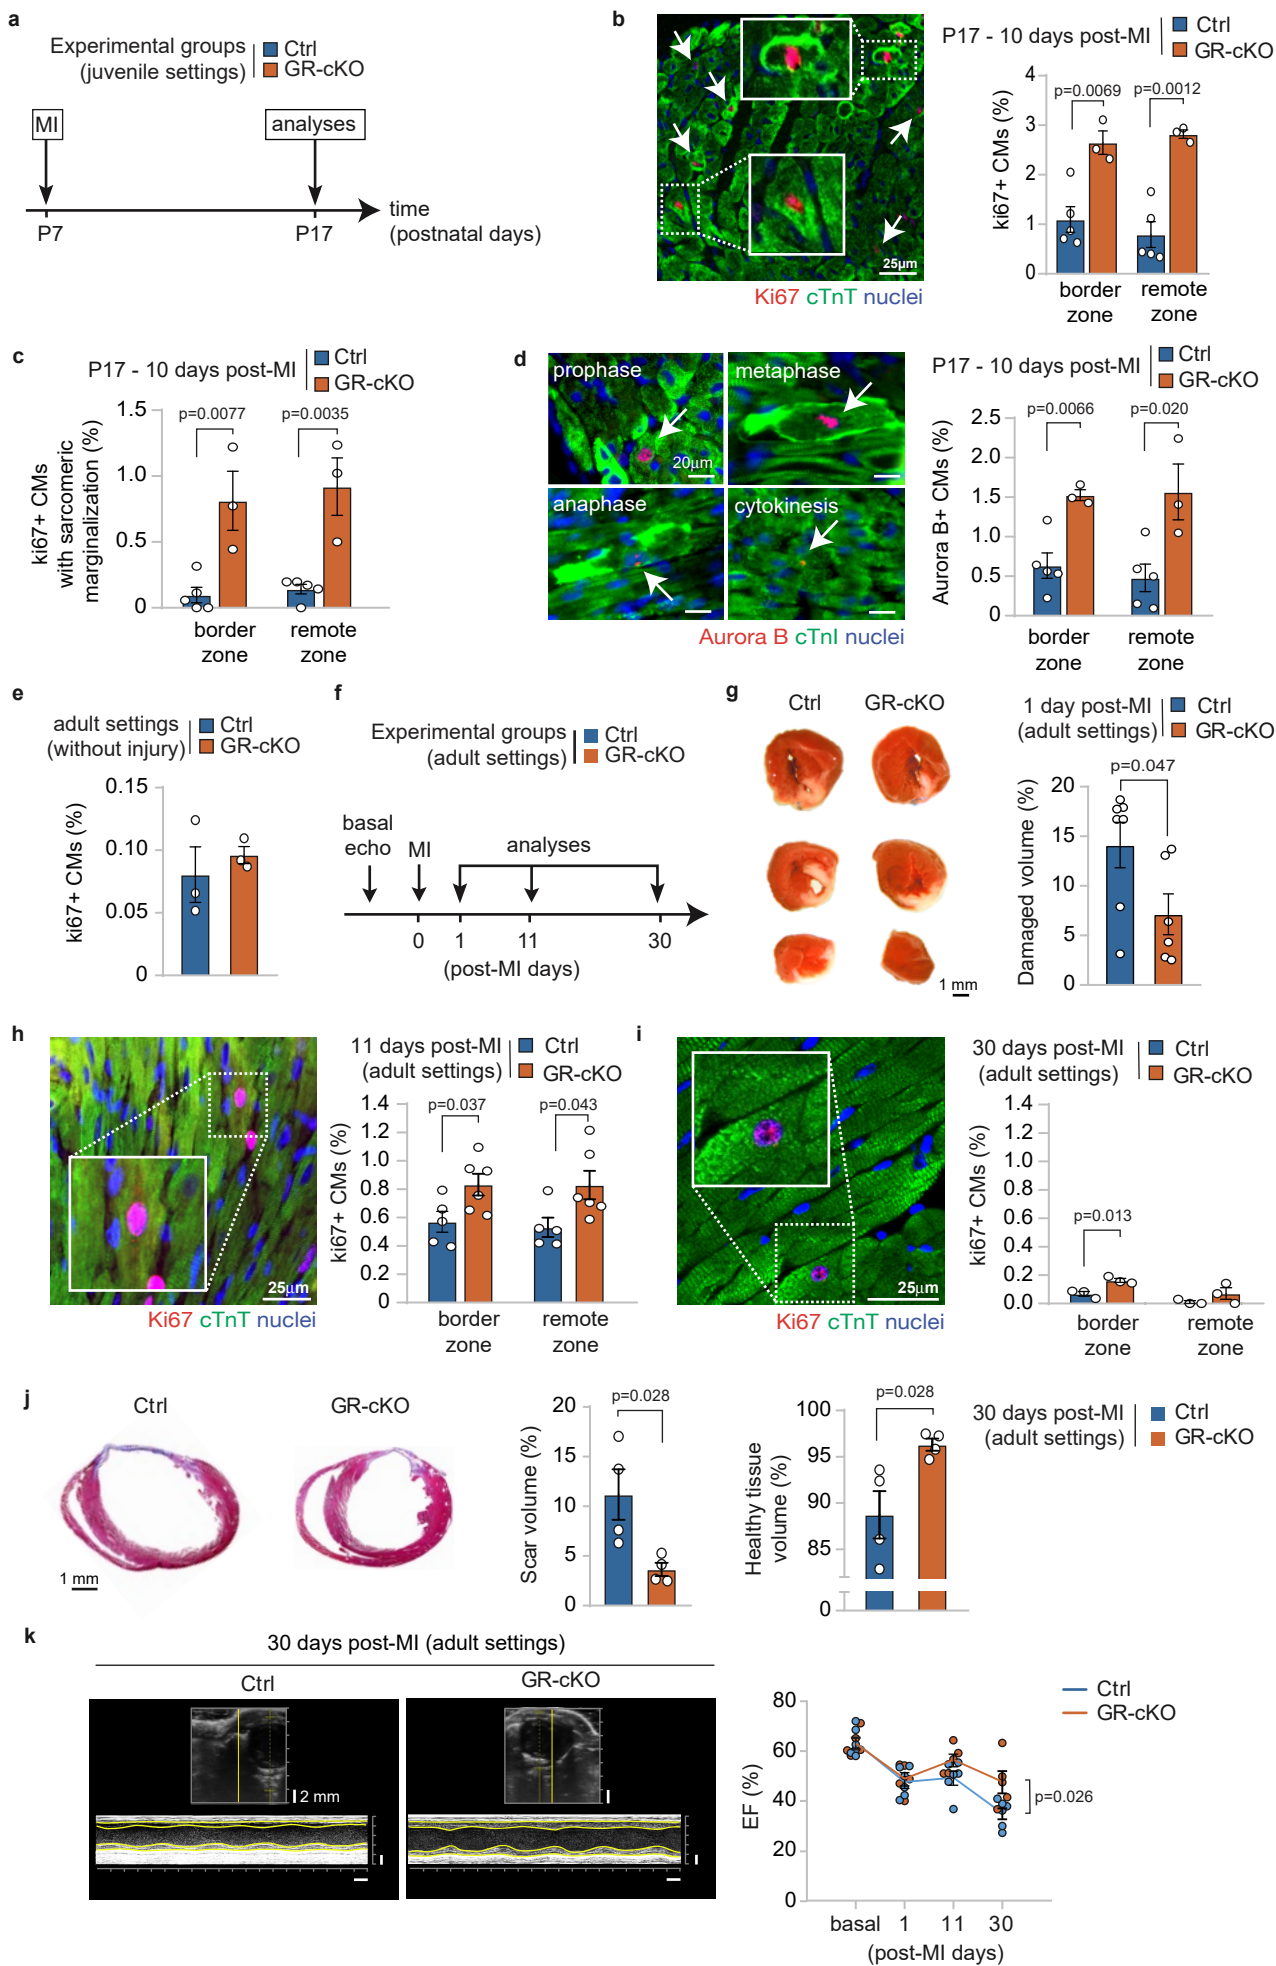 a
Experimental groups
(juvenile settings)
Ctrl
GR-cKO
MI
analyses
P7
P17
time
(postnatal days)
b
25µm
Ki67 cTnT nuclei
P17 - 10 days post-MI
Ctrl
GR-cKO
ki67+ CMs (%)
4
3
2
1
0
p=0.0069
p=0.0012
border
zone
remote
zone
c
P17 - 10 days post-MI
Ctrl
GR-cKO
ki67+ CMs
with sarcomeric
marginalization (%)
1.5
1.0
0.5
0
p=0.0077
p=0.0035
border
zone
remote
zone
d
prophase
metaphase
20µm
anaphase
cytokinesis
Aurora B cTnI nuclei
P17 - 10 days post-MI
Ctrl
GR-cKO
Aurora B+ CMs (%)
2.5
2.0
1.5
1.0
0.5
0
p=0.0066
p=0.020
border
zone
remote
zone
e
adult settings
(without injury)
Ctrl
GR-cKO
ki67+ CMs (%)
0.15
0.10
0.05
0
f
Experimental groups
(adult settings)
Ctrl
GR-cKO
basal
echo
MI
analyses
0
1
11
30
(post-MI days)
g
Ctrl
GR-cKO
1 mm
1 day post-MI
(adult settings)
Ctrl
GR-cKO
Damaged volume (%)
20
15
10
5
0
p=0.047
h
25µm
Ki67 cTnT nuclei
11 days post-MI
(adult settings)
Ctrl
GR-cKO
ki67+ CMs (%)
1.4
1.2
1.0
0.8
0.6
0.4
0.2
0
p=0.037
p=0.043
border
zone
remote
zone
i
25µm
Ki67 cTnT nuclei
30 days post-MI
(adult settings)
Ctrl
GR-cKO
ki67+ CMs (%)
1.4
1.2
1.0
0.8
0.6
0.4
0.2
0.0
p=0.013
border
zone
remote
zone
j
Ctrl
GR-cKO
1 mm
Scar volume (%)
20
15
10
5
0
p=0.028
Healthy tissue
volume (%)
100
95
90
85
0
p=0.028
30 days post-MI
(adult settings)
Ctrl
GR-cKO
k
30 days post-MI (adult settings)
Ctrl
GR-cKO
2 mm
EF (%)
80
60
40
20
0
Ctrl
GR-cKO
p=0.026
basal
1
11
30
(post-MI days)